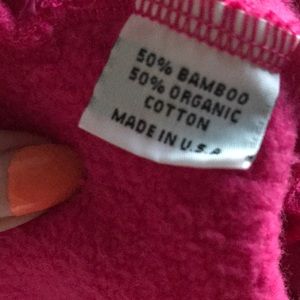 50% BAMBOO
50% ORGANIC
COTTON
MADE IN U.S.A